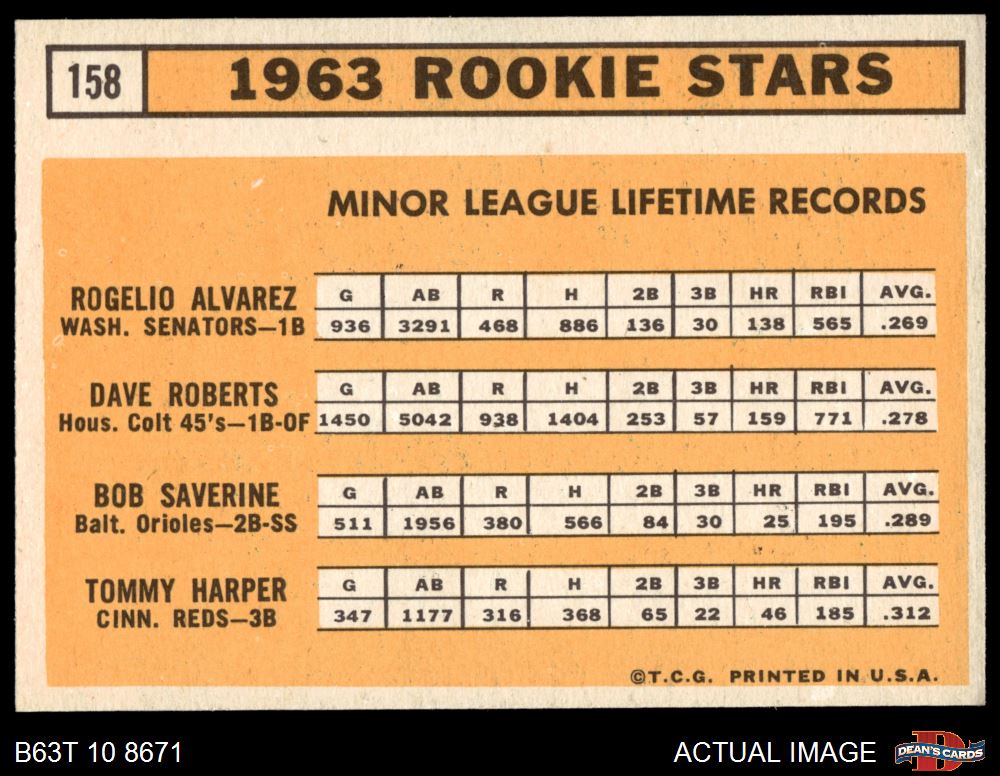 158 1963 ROOKIE STARS
MINOR LEAGUE LIFETIME RECORDS
ROGELIO ALVAREZ G AB R H 2B 3B HR RBI AVG.
WASH. SENATORS—1B 936 3291 468 886 136 30 138 565 .269
DAVE ROBERTS G AB R H 2B 3B HR RBI AVG.
Hous. Colt 45's—1B-OF 1450 5042 938 1404 253 57 159 771 .278
BOB SAVERINE G AB R H 2B 3B HR RBI AVG.
Balt. Orioles—2B-SS 511 1956 380 566 84 30 25 195 .289
TOMMY HARPER G AB R H 2B 3B HR RBI AVG.
CINN. REDS—3B 347 1177 316 368 65 22 46 185 .312
©T.C.G. PRINTED IN U.S.A.
B63T 10 8671 ACTUAL IMAGE D DEAN'S CARDS